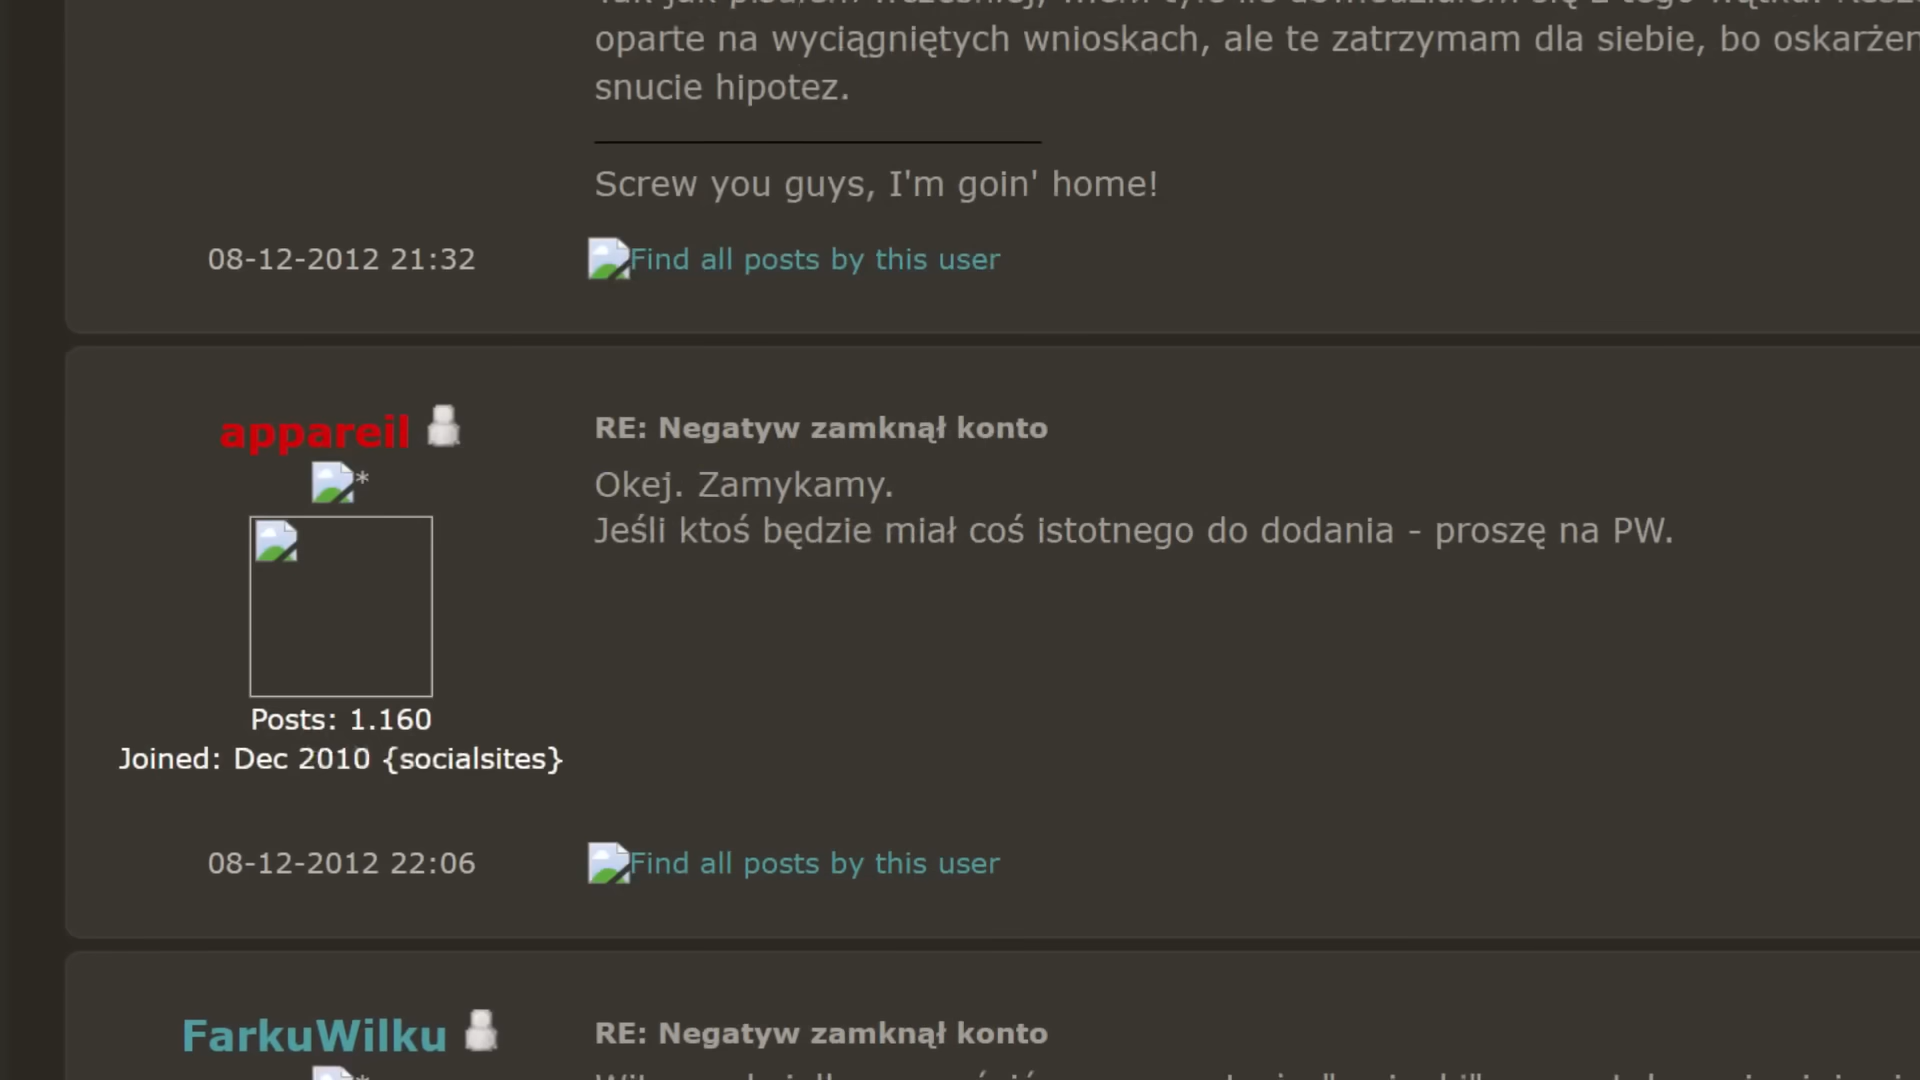 oparte na wyciągniętych wnioskach, ale te zatrzymam dla siebie, bo
snucie hipotez.
Screw you guys, I'm goin' home!
08-12-2012 21:32 Find all posts by this user
appareil
*
Posts: 1.160
Joined: Dec 2010 {socialsites}
RE: Negatyw zamknął konto
Okej. Zamykamy.
Jeśli ktoś będzie miał coś istotnego do dodania - proszę na PW.
08-12-2012 22:06 Find all posts by this user
FarkuWilku
RE: Negatyw zamknął konto